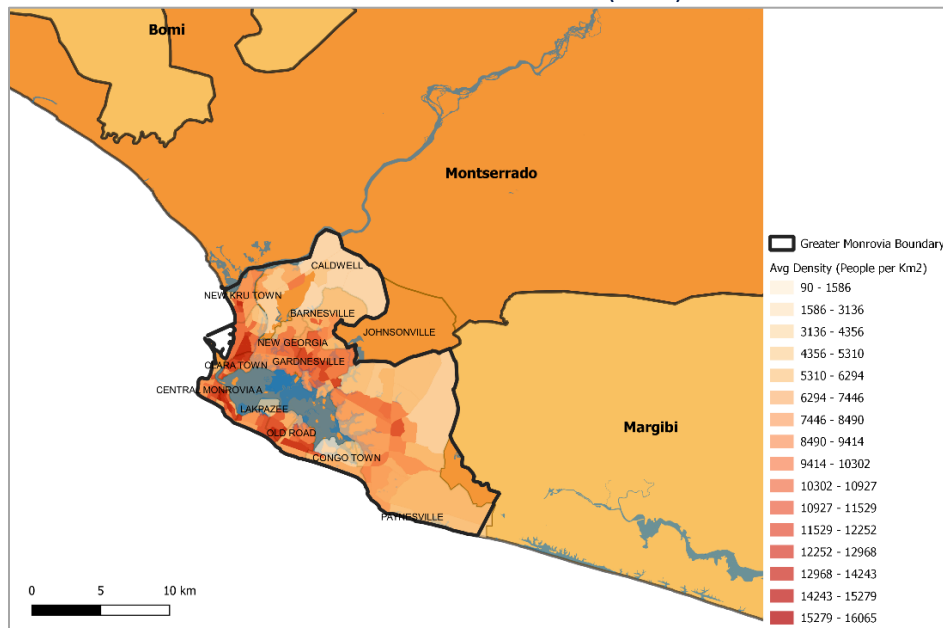 Bomi
Montserrado
CALDWELL
NEW KRU TOWN
BARNESVILLE
JOHNSONVILLE
NEW GEORGIA
CLARA TOWN
GARDNESVILLE
CENTRAL MONROVIA A
LAKPAZEE
OLD ROAD
Margibi
CONGO TOWN
PAYNESVILLE
0 5 10 km
Greater Monrovia Boundary
Avg Density (People per Km2)
90 - 1586
1586 - 3136
3136 - 4356
4356 - 5310
5310 - 6294
6294 - 7446
7446 - 8490
8490 - 9414
9414 - 10302
10302 - 10927
10927 - 11529
11529 - 12252
12252 - 12968
12968 - 14243
14243 - 15279
15279 - 16065